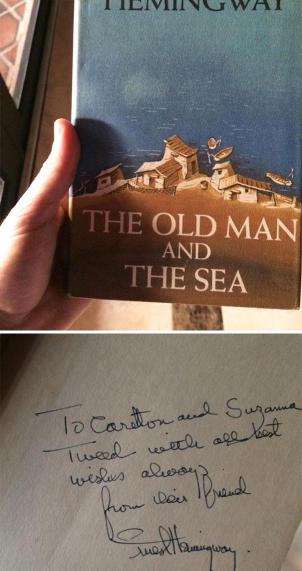 HEMINGWAY
THE OLD MAN
AND
THE SEA
To Carlton and Suzanna
Tweed with all best
wishes always
from their friend
Ernest Hemingway.